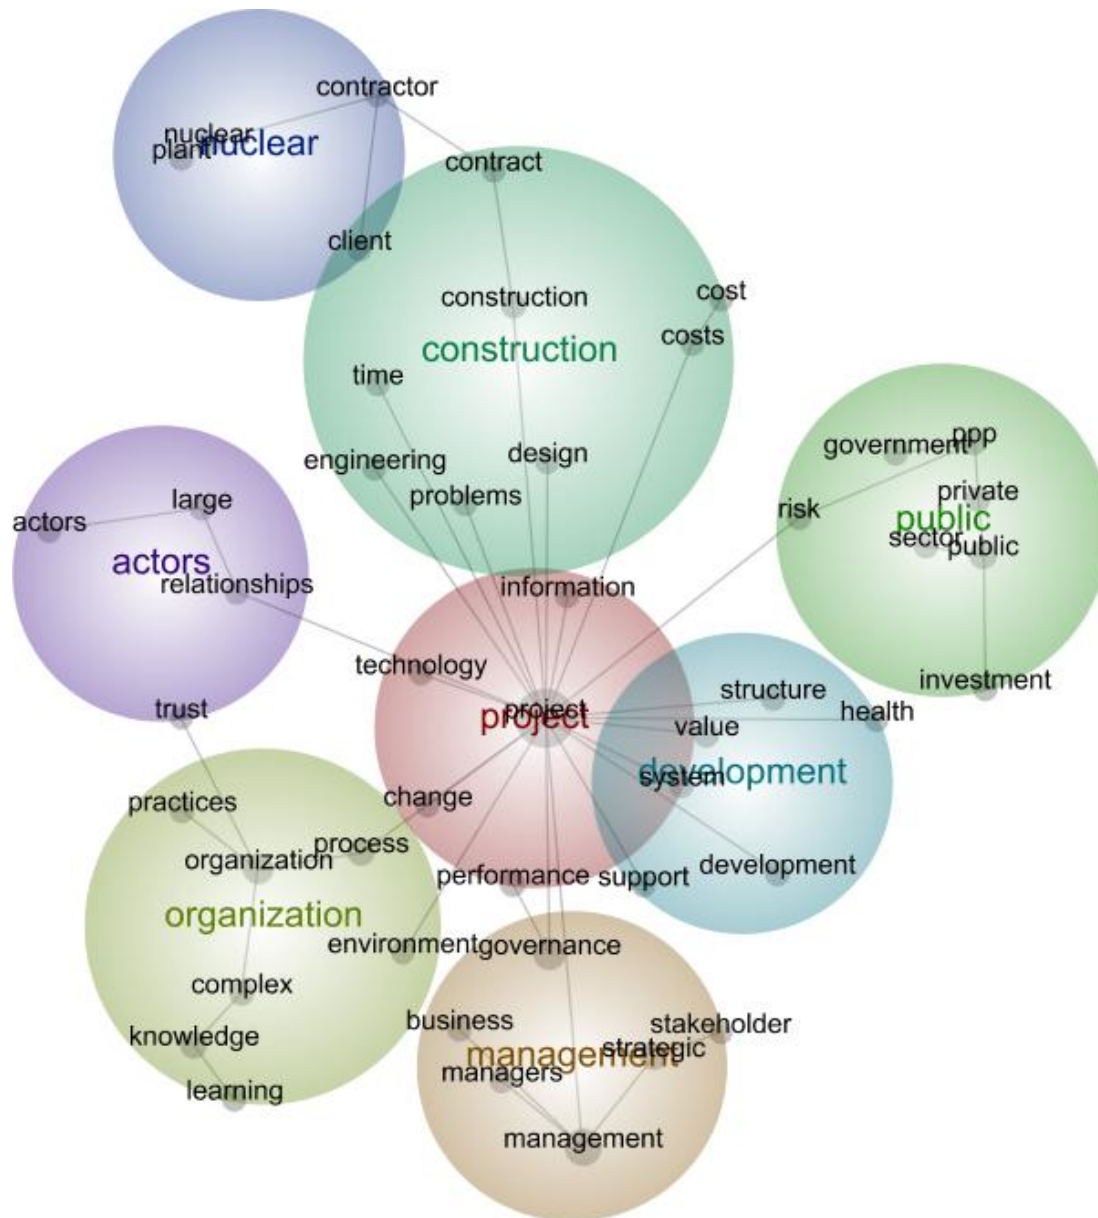 contractor
nuclear
nuclear
plant
contract
client
construction
cost
construction
costs
time
government
ppp
engineering
design
problems
large
private
actors
risk
public
sector
public
actors
relationships
information
technology
structure
investment
trust
project
project
value
health
development
system
change
practices
process
organization
performance
support
development
organization
environment
governance
complex
business
stakeholder
knowledge
strategic
management
managers
learning
management